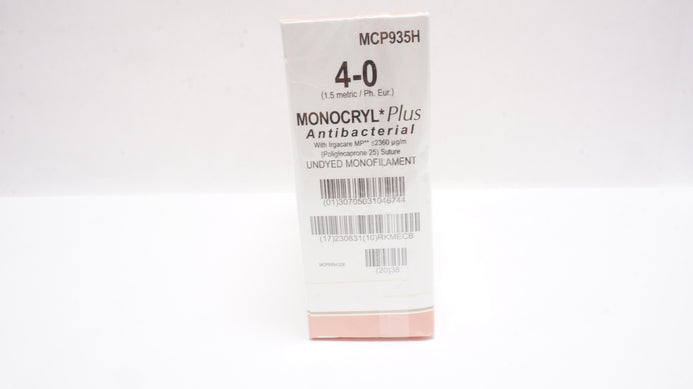 MCP935H
4-0
(1.5 metric / Ph. Eur.)
MONOCRYL* Plus
Antibacterial
With Irgacare MP** ≤2360 µg/m
(Poliglecaprone 25) Suture
UNDYED MONOFILAMENT
(01)30705031046744
(17)230831(10)RKMECB
(20)38